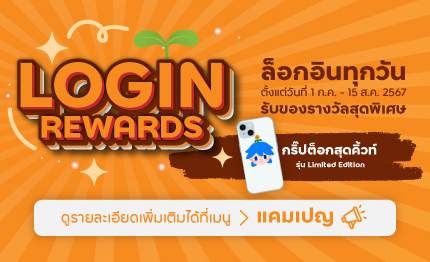 LOGIN
REWARDS
ล็อกอินทุกวัน
ตั้งแต่วันที่ 1 ก.ค. - 15 ส.ค. 2567
รับของรางวัลสุดพิเศษ
กริ๊ปต็อกสุดคิ้วท์
รุ่น Limited Edition
ดูรายละเอียดเพิ่มเติมได้ที่เมนู > แคมเปญ